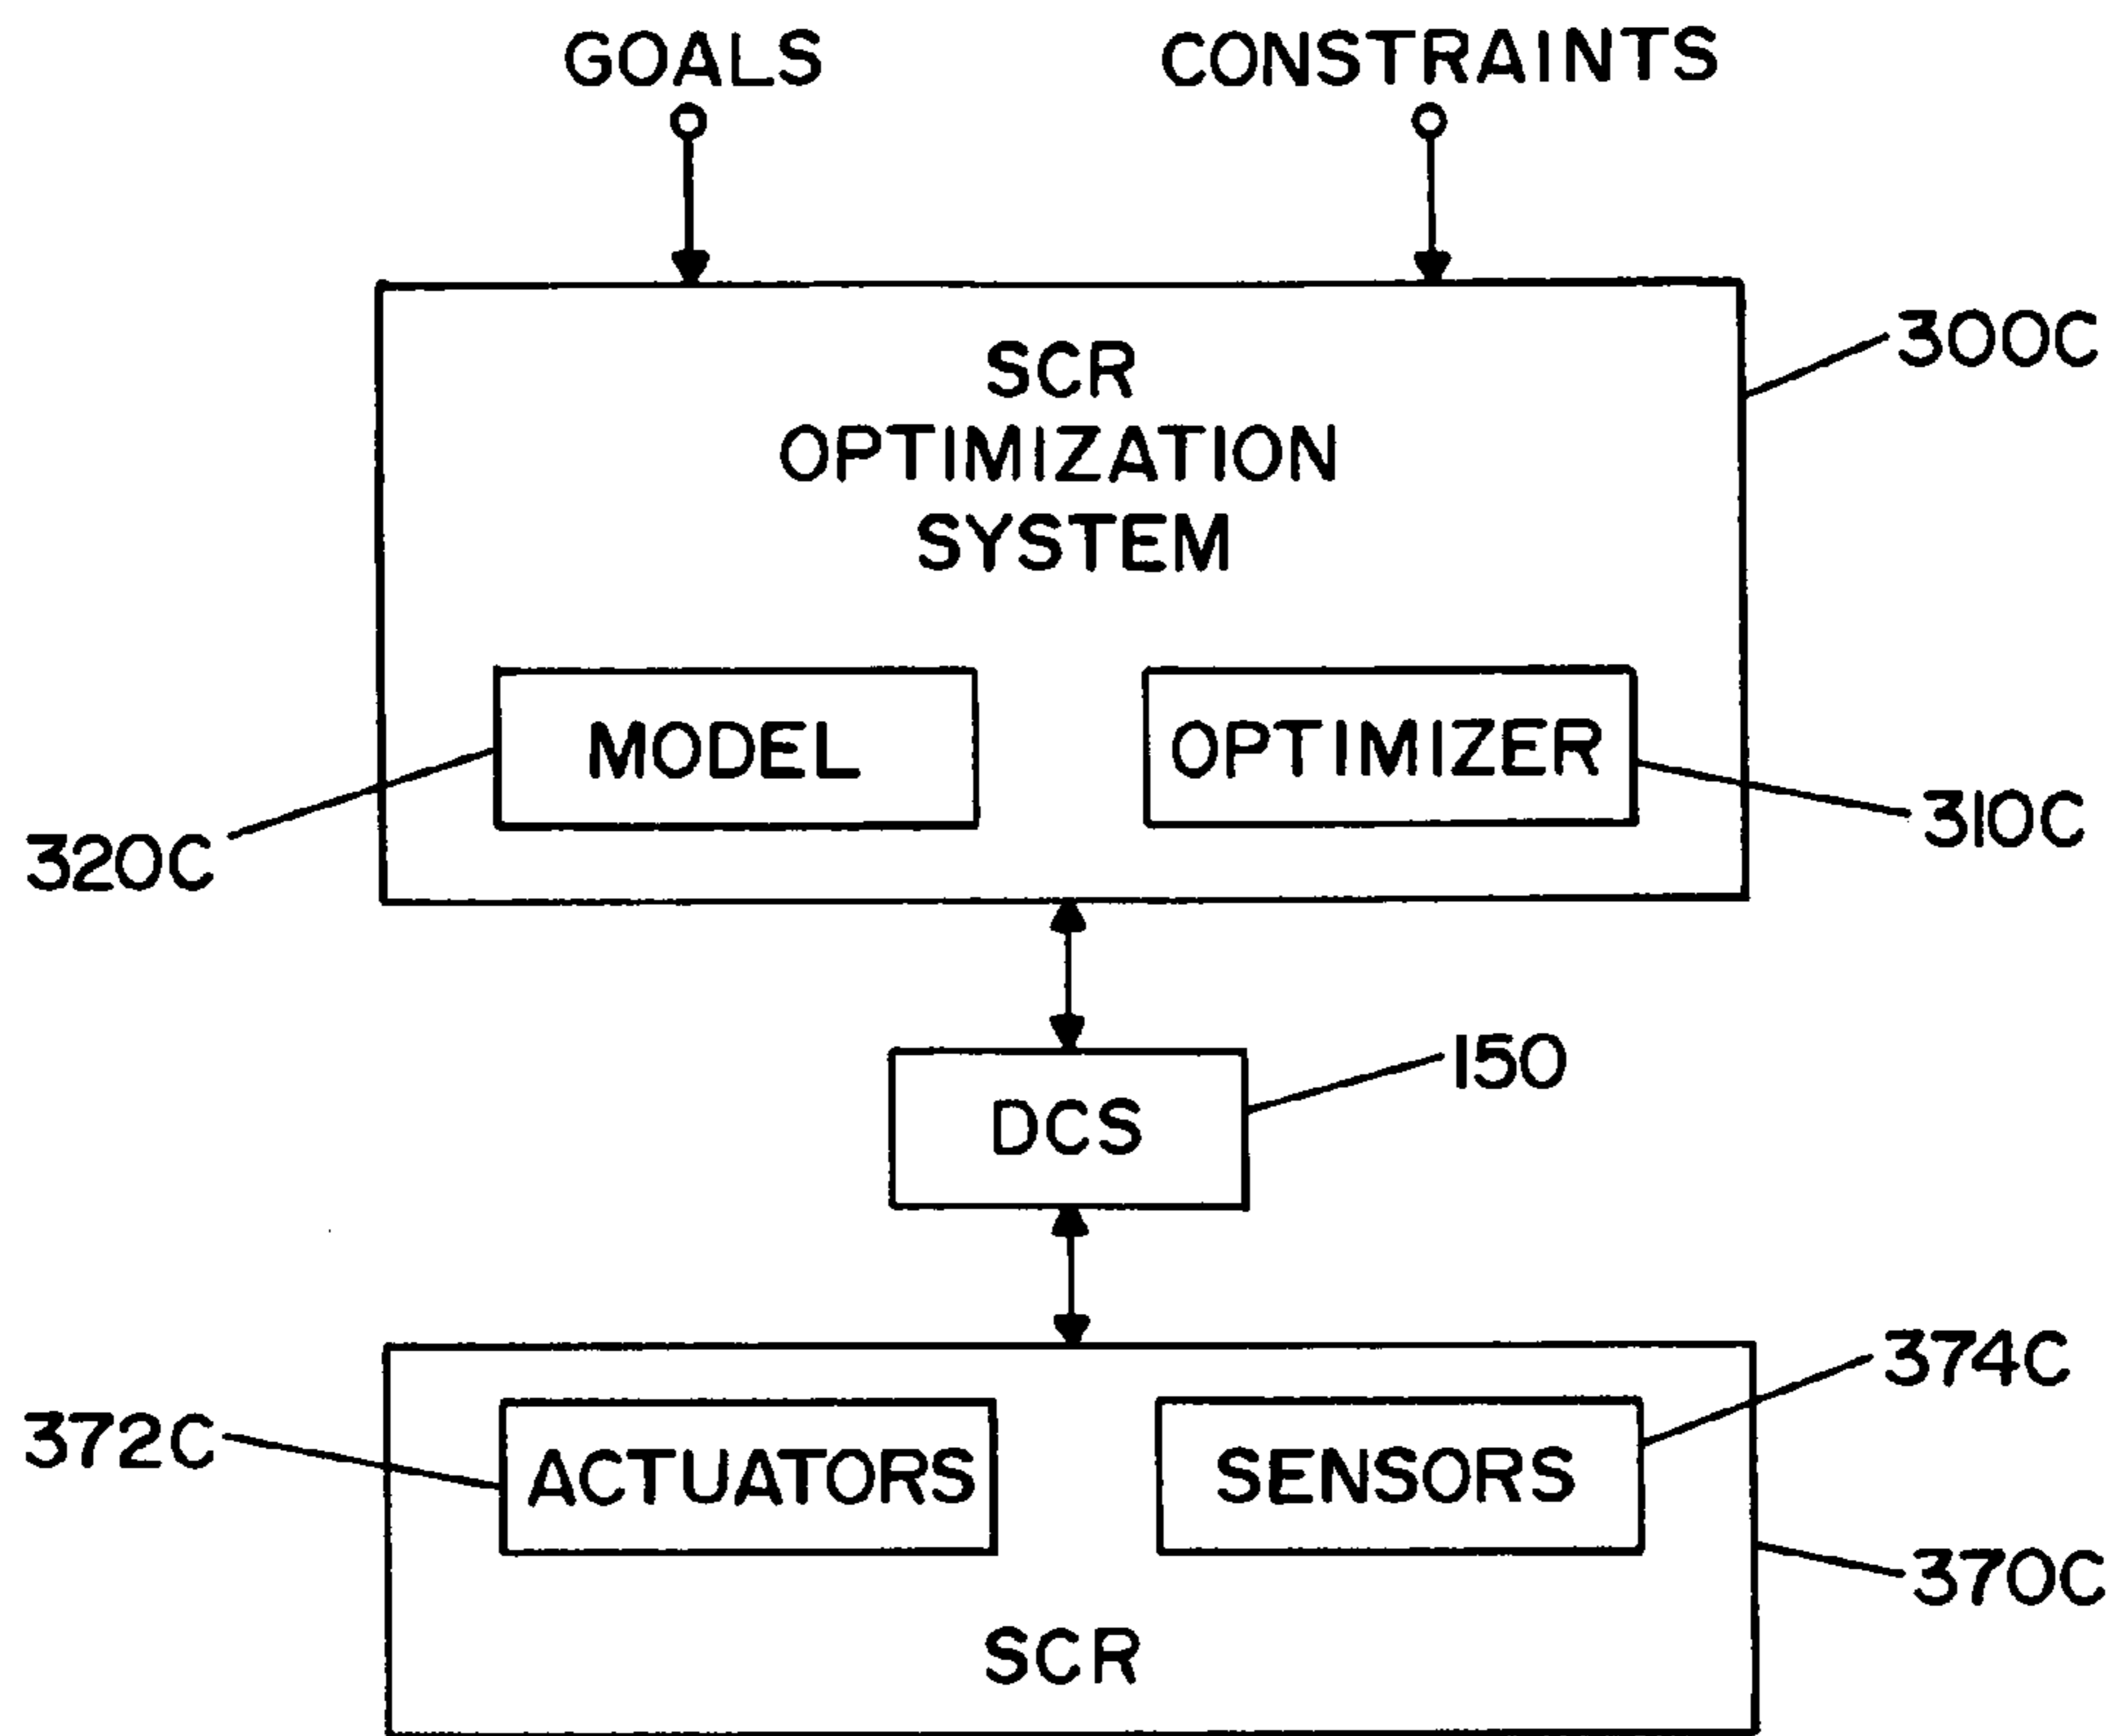 GOALS
CONSTRAINTS
SCR
OPTIMIZATION
SYSTEM
300C
MODEL
OPTIMIZER
320C
310C
DCS
150
ACTUATORS
SENSORS
372C
374C
370C
SCR